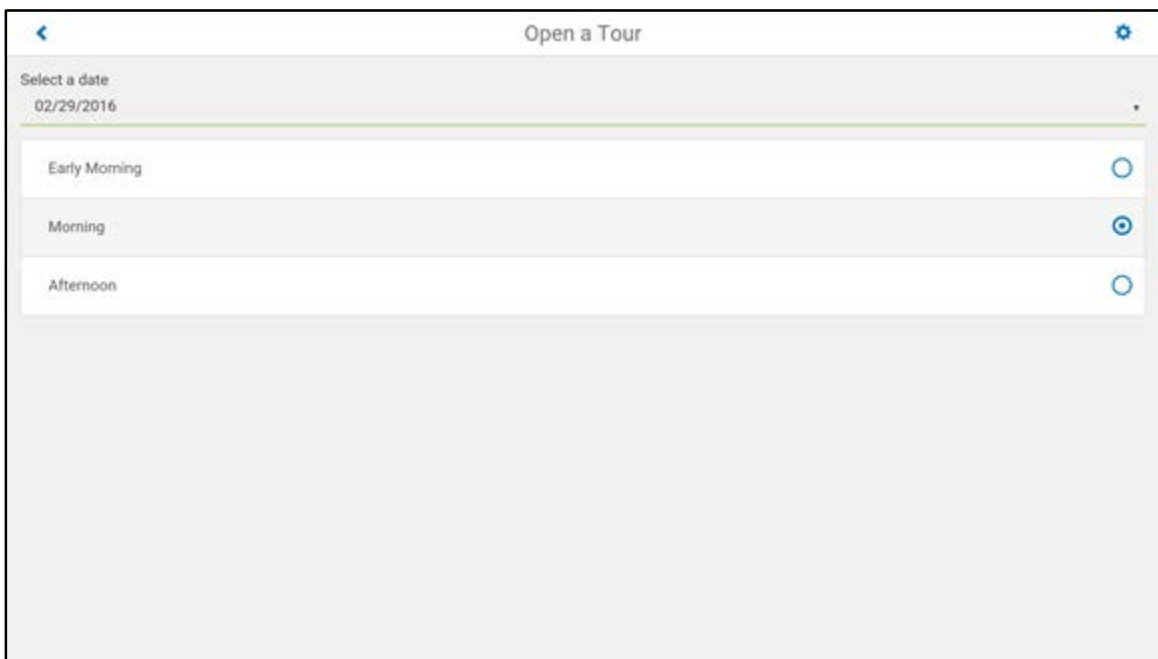 Open a Tour
Select a date
02/29/2016
Early Morning
Morning
Afternoon